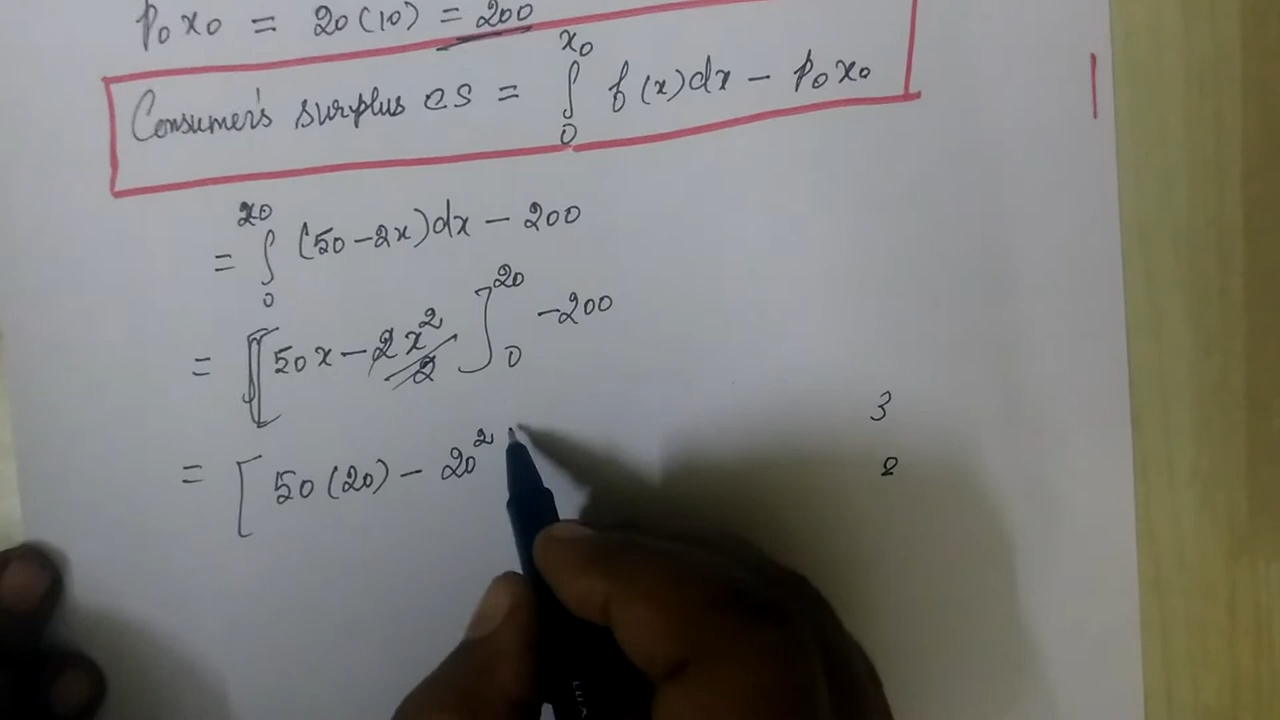 p₀x₀ = 20(10) = 200
Consumer's surplus CS = ∫₀^x₀ f(x)dx - p₀x₀
= ∫₀^20 (50-2x)dx - 200
= [50x - 2x²/2]₀^20 - 200
= [50(20) - 20²
3
2